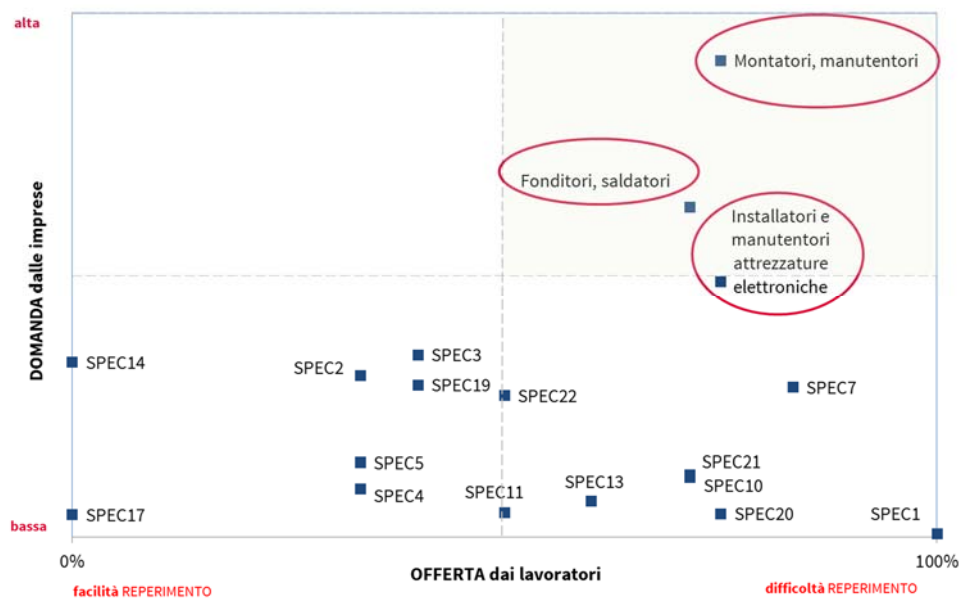 alta
Montatori, manutentori
Fonditori, saldatori
Installatori e
manutentori
attrezzature
elettroniche
DOMANDA dalle imprese
SPEC14
SPEC2
SPEC3
SPEC19
SPEC22
SPEC7
SPEC5
SPEC4
SPEC11
SPEC13
SPEC21
SPEC10
SPEC17
SPEC20
SPEC1
bassa
0%
OFFERTA dai lavoratori
100%
facilità REPERIMENTO
difficoltà REPERIMENTO